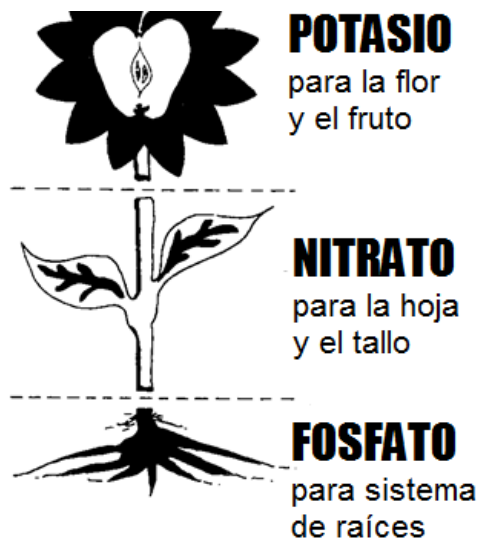 POTASIO
para la flor
y el fruto
NITRATO
para la hoja
y el tallo
FOSFATO
para sistema
de raíces